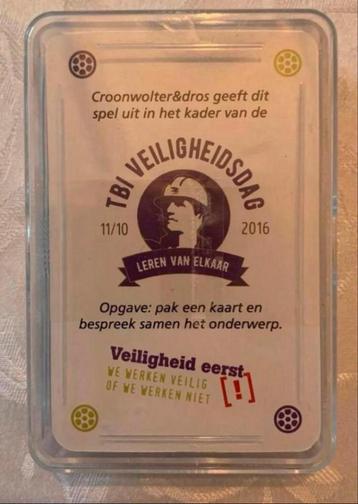 Croonwolter&dros geeft dit
spel uit in het kader van de
TBI VEILIGHEIDSDAG
11/10 2016
LEREN VAN ELKAAR
Opgave: pak een kaart en
bespreek samen het onderwerp.
Veiligheid eerst
WE WERKEN VEILIG
OF WE WERKEN NIET
[!]